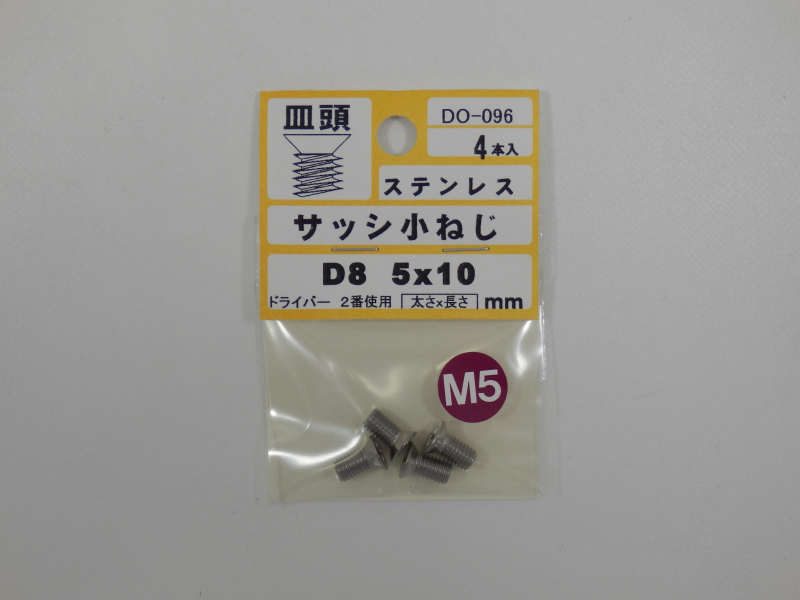 皿頭
DO-096
4本入
ステンレス
サッシ小ねじ
D8 5x10
ドライバー 2番使用 太さx長さ mm
M5